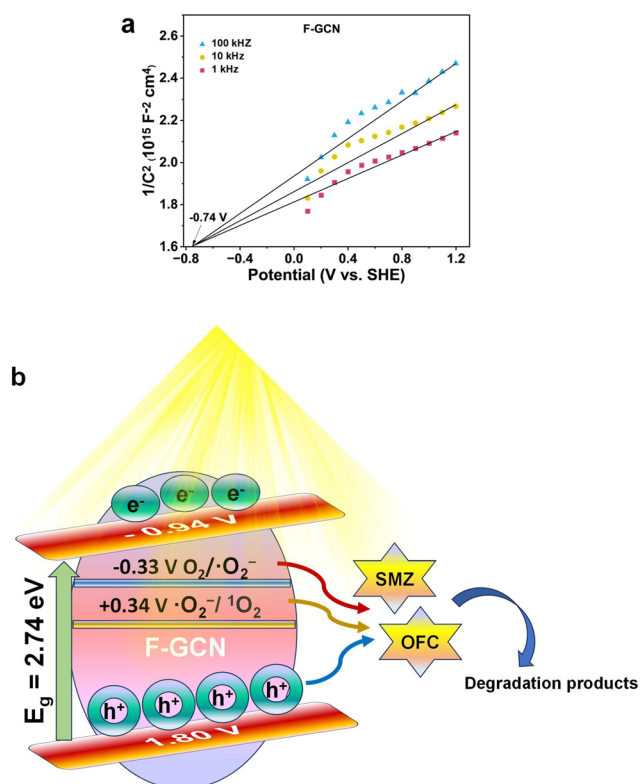 a
F-GCN
100 kHZ
10 kHz
1 kHz
1/C² (10¹⁵ F⁻² cm⁴)
2.6
2.4
2.2
2.0
1.8
1.6
-0.74 V
−0.8 −0.4 0.0 0.4 0.8 1.2
Potential (V vs. SHE)
b
e⁻ e⁻ e⁻
- 0.94 V
-0.33 V O₂/·O₂⁻
+0.34 V ·O₂⁻/ ¹O₂
F-GCN
E_g = 2.74 eV
h⁺ h⁺ h⁺ h⁺
1.80 V
SMZ
OFC
Degradation products